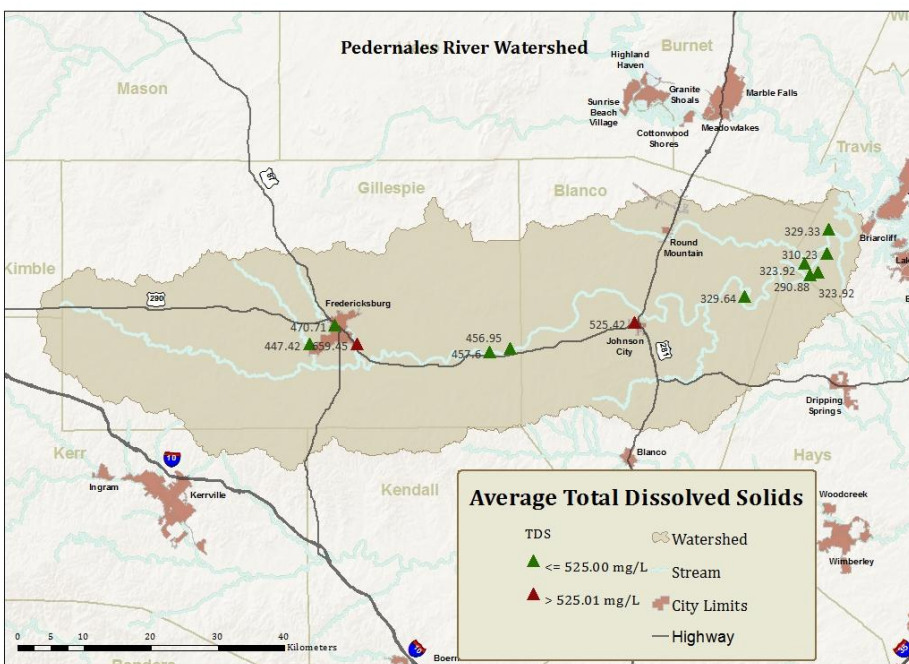 Pedernales River Watershed
Burnet
Mason
Highland
Haven
Granite
Shoals
Marble Falls
Sunrise
Beach
Village
Cottonwood
Shores
Meadowlakes
Travis
87
Gillespie
Blanco
Kimble
290
Round
Mountain
Briarcliff
329.33
310.23
323.92
290.88
323.92
329.64
Fredericksburg
470.71
447.42
559.45
456.95
457.6
525.42
Johnson
City
281
Dripping
Springs
Kerr
10
Ingram
Kerrville
Kendall
Blanco
Hays
Woodcreek
Wimberley
Average Total Dissolved Solids
TDS
<= 525.00 mg/L
> 525.01 mg/L
Watershed
Stream
City Limits
Highway
0 5 10 20 30 40
Kilometers
10
35